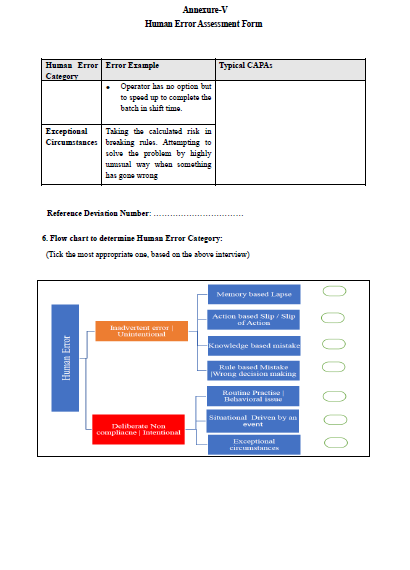 Annexure-V
Human Error Assessment Form
Human Error Category
Error Example
Typical CAPAs
• Operator has no option but
to speed up to complete the
batch in shift time.
Exceptional
Circumstances
Taking the calculated risk in
breaking rules. Attempting to
solve the problem by highly
unusual way when something
has gone wrong
Reference Deviation Number: ……………………………
6. Flow chart to determine Human Error Category:
(Tick the most appropriate one, based on the above interview)
Human Error
Inadvertent error |
Unintentional
Memory based Lapse
Action based Slip / Slip
of Action
Knowledge based mistake
Rule based Mistake
|Wrong decision making
Deliberate Non
compliacne | Intentional
Routine Practise |
Behavioral issue
Situational Driven by an
event
Exceptional
circumstances